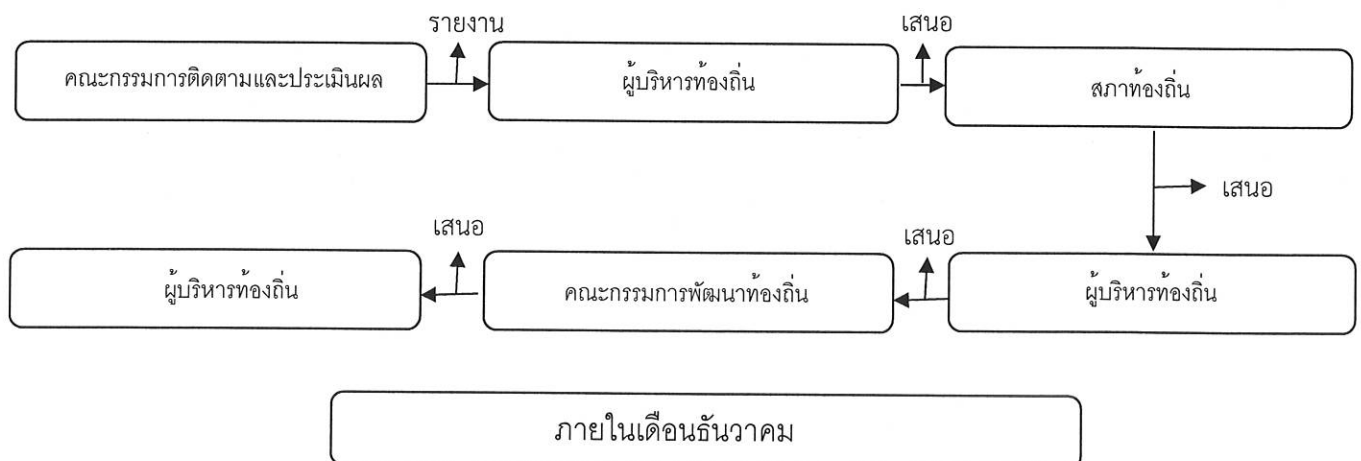 รายงาน
เสนอ
คณะกรรมการติดตามและประเมินผล
ผู้บริหารท้องถิ่น
สภาท้องถิ่น
เสนอ
เสนอ
เสนอ
ผู้บริหารท้องถิ่น
คณะกรรมการพัฒนาท้องถิ่น
ผู้บริหารท้องถิ่น
ภายในเดือนธันวาคม